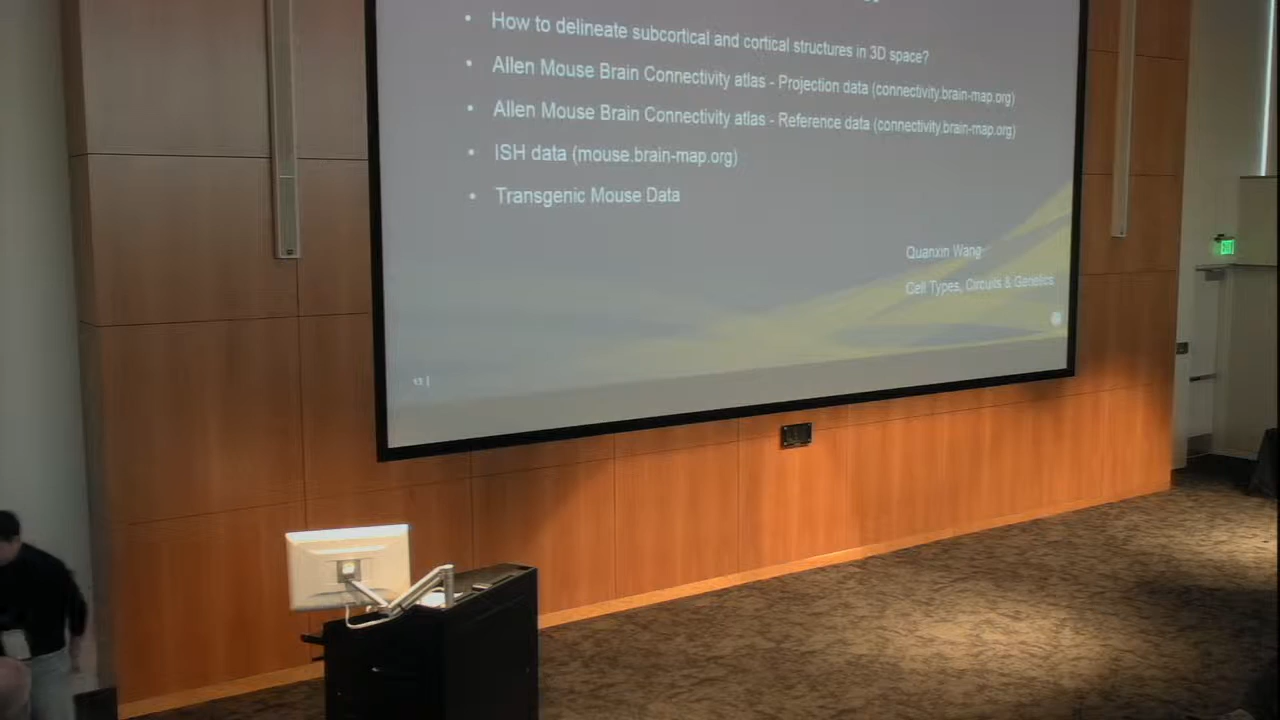 • How to delineate subcortical and cortical structures in 3D space?
• Allen Mouse Brain Connectivity atlas - Projection data (connectivity.brain-map.org)
• Allen Mouse Brain Connectivity atlas - Reference data (connectivity.brain-map.org)
• ISH data (mouse.brain-map.org)
• Transgenic Mouse Data
Quanxin Wang
Cell Types, Circuits & Genetics
EXIT